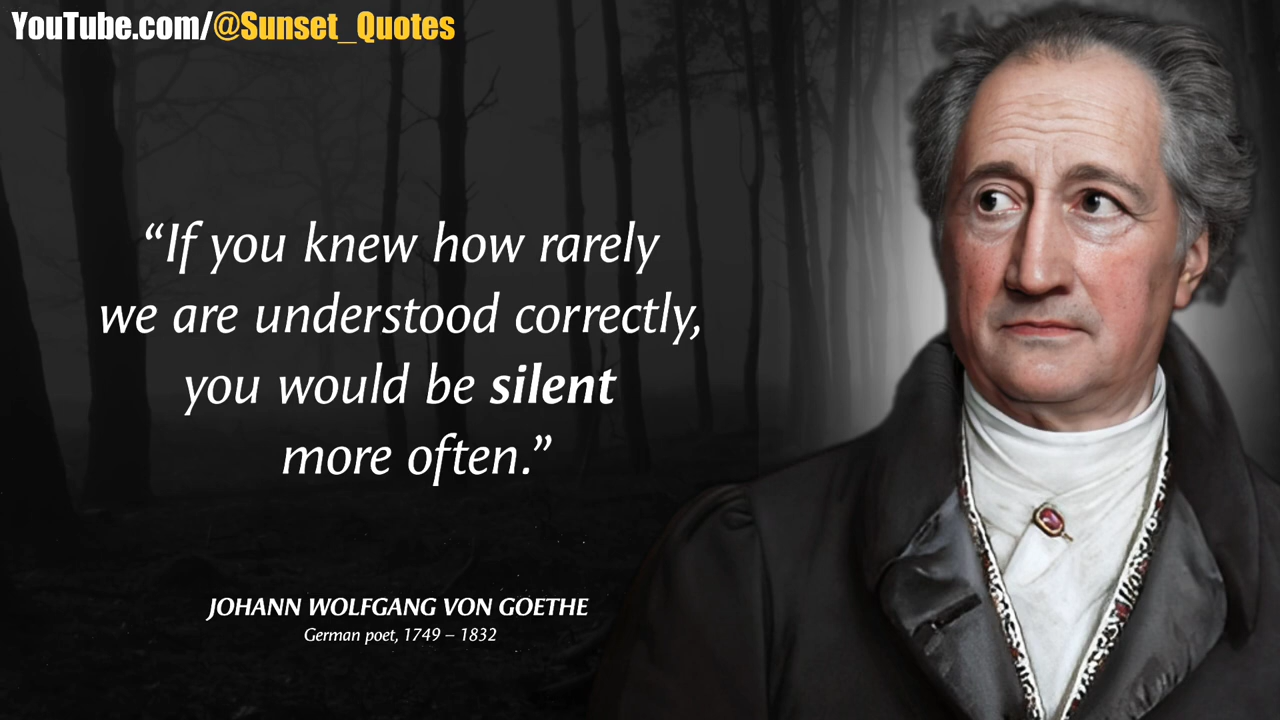 YouTube.com/@Sunset_Quotes
“If you knew how rarely
we are understood correctly,
you would be silent
more often.”
JOHANN WOLFGANG VON GOETHE
German poet, 1749 – 1832